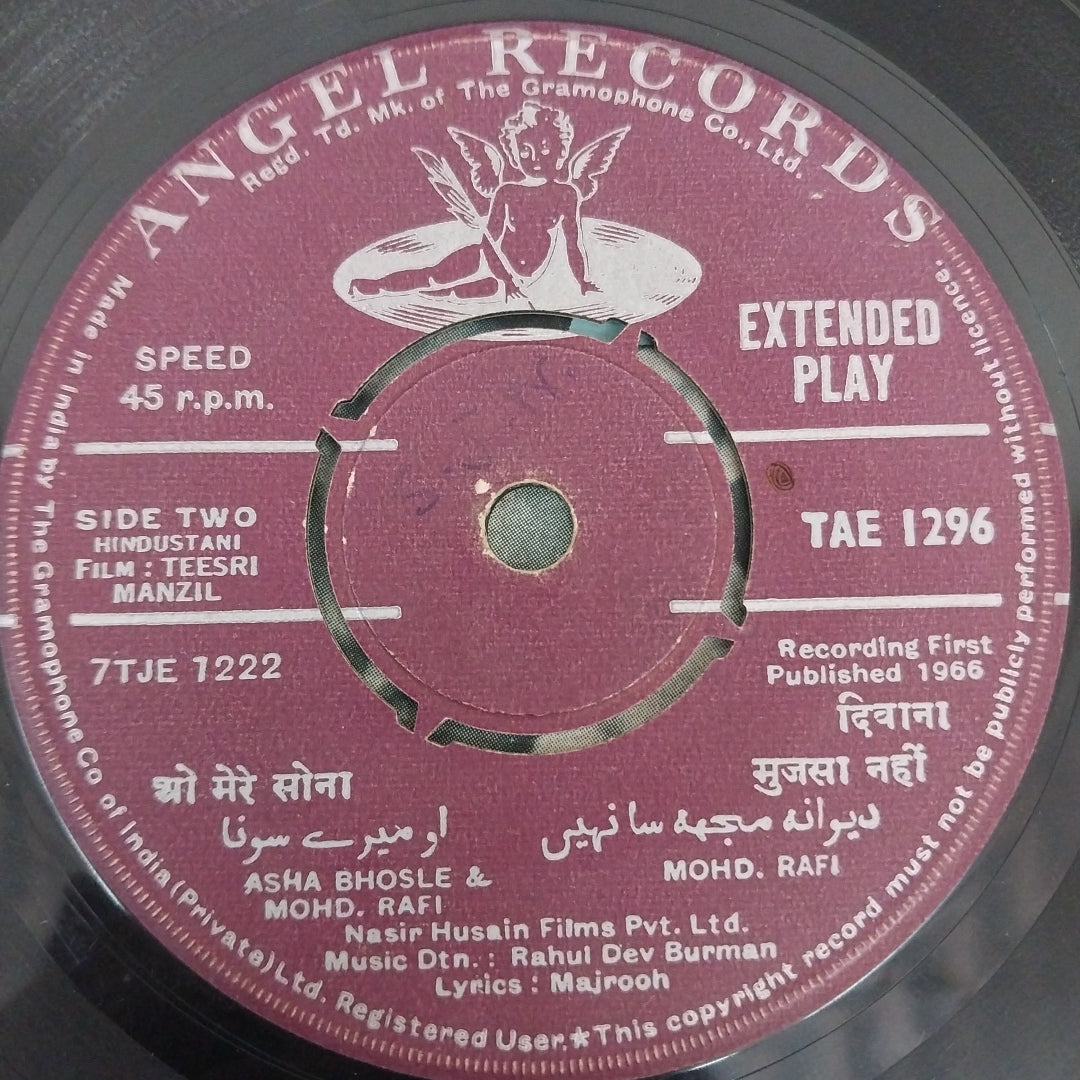 ANGEL RECORDS
Regd. Td. Mk. of The Gramophone Co., Ltd.
EXTENDED
PLAY
SPEED
45 r.p.m.
SIDE TWO
HINDUSTANI
FILM : TEESRI
MANZIL
TAE 1296
7TJE 1222
Recording First
Published 1966
दिवाना
मुजसा नहीं
ओ मेरे सोना
او میرے سونا
دیوانہ مجھہ سا نہیں
ASHA BHOSLE &
MOHD. RAFI
MOHD. RAFI
Nasir Husain Films Pvt. Ltd.
Music Dtn. : Rahul Dev Burman
Lyrics : Majrooh
Made in India by The Gramophone Co of India (Private) Ltd. Registered User.★This copyright record must not be publicly performed without licence.